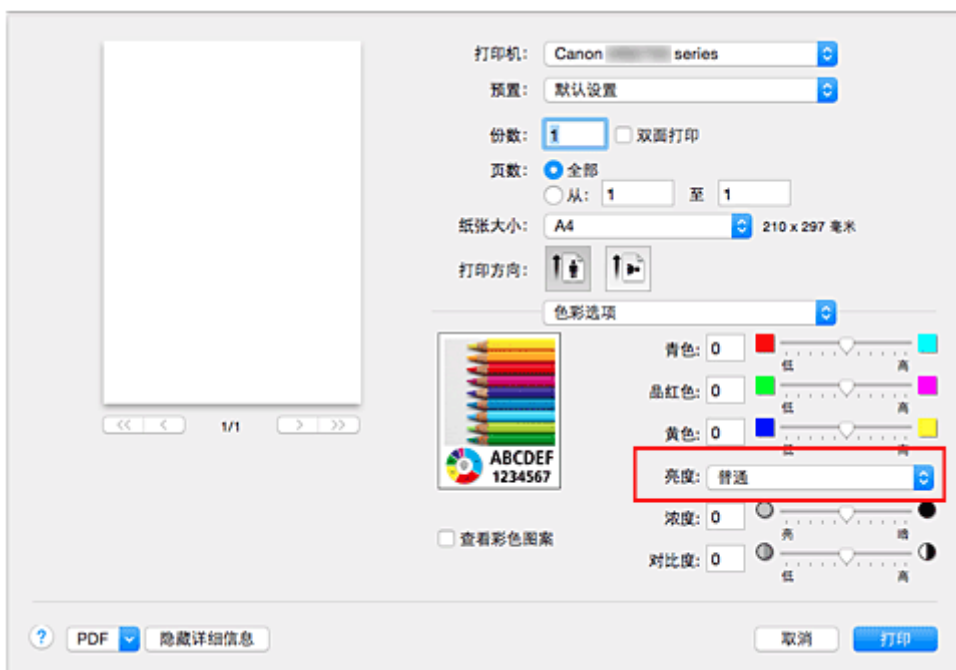 打印机: Canon series
预置: 默认设置
份数: 1 双面打印
页数: 全部
从: 1 至 1
纸张大小: A4 210 x 297 毫米
打印方向:
色彩选项
青色: 0
低 高
品红色: 0
低 高
黄色: 0
低 高
亮度: 普通
浓度: 0
亮 暗
对比度: 0
低 高
ABCDEF
1234567
查看彩色图案
1/1
? PDF 隐藏详细信息 取消 打印